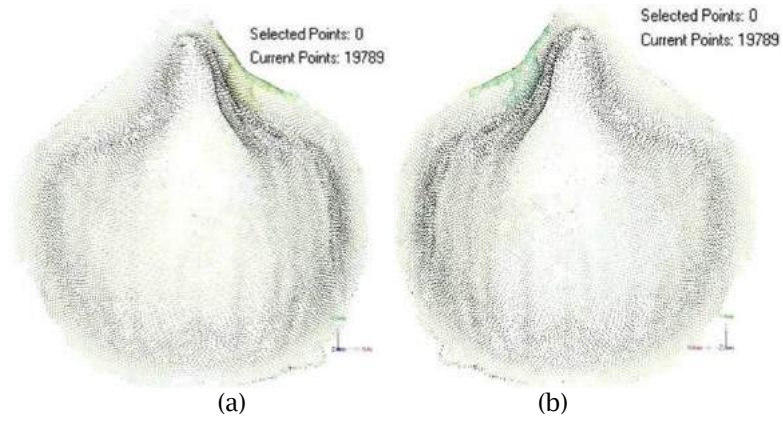 Selected Points: 0
Current Points: 19789
Selected Points: 0
Current Points: 19789
(a)
(b)